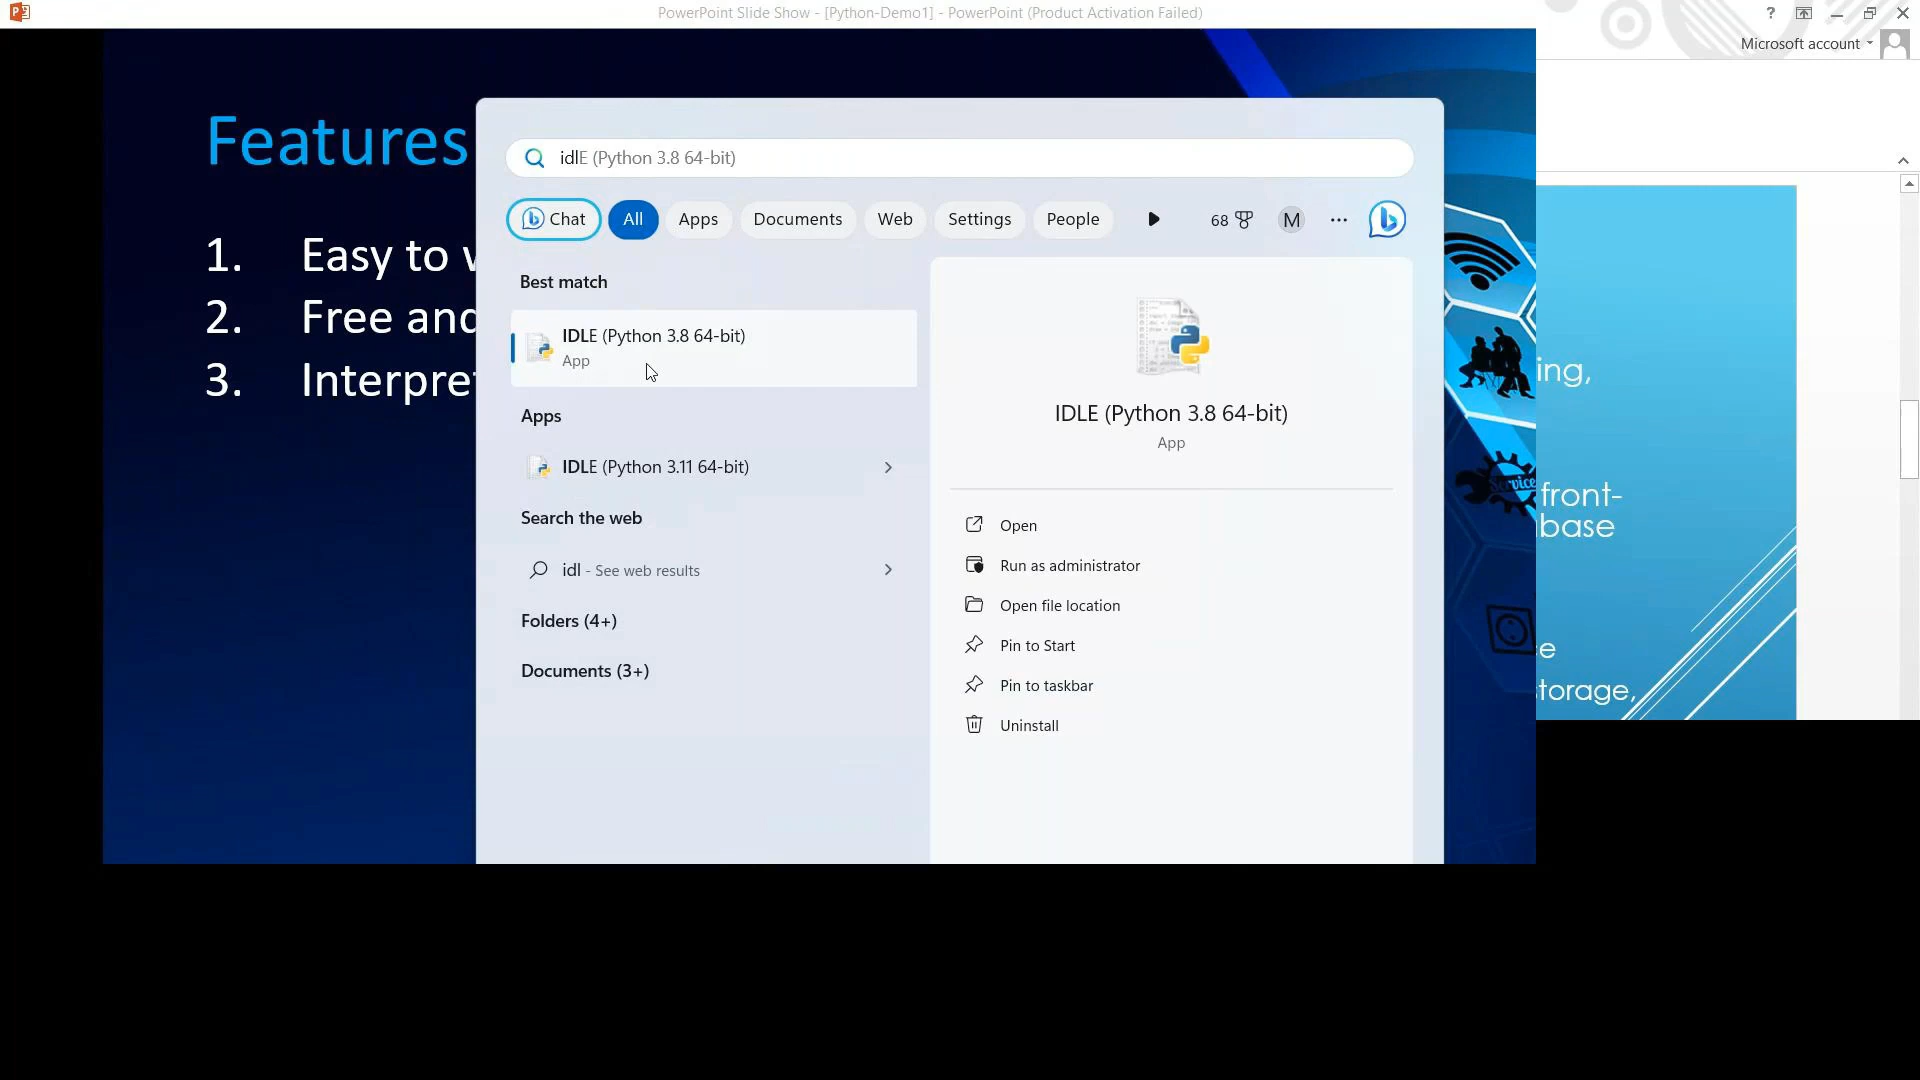 PowerPoint Slide Show - [Python-Demo1] - PowerPoint (Product Activation Failed)
?
Microsoft account
Features
idlE (Python 3.8 64-bit)
Chat
All
Apps
Documents
Web
Settings
People
68
M
1. Easy to
2. Free and
3. Interpre
Best match
IDLE (Python 3.8 64-bit)
App
Apps
IDLE (Python 3.11 64-bit)
Search the web
idl - See web results
Folders (4+)
Documents (3+)
IDLE (Python 3.8 64-bit)
App
Open
Run as administrator
Open file location
Pin to Start
Pin to taskbar
Uninstall
Service
ing,
front-
base
e
torage,